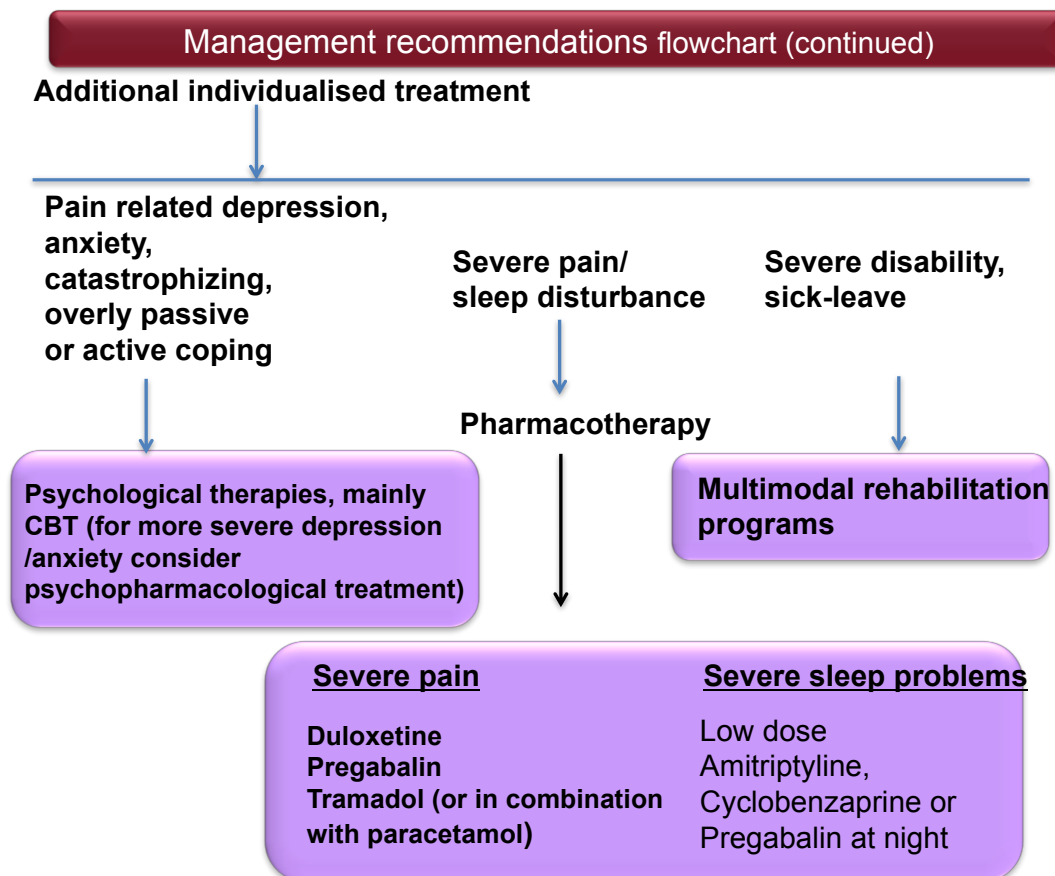 Management recommendations flowchart (continued)
Additional individualised treatment
Pain related depression,
anxiety,
catastrophizing,
overly passive
or active coping
Severe pain/
sleep disturbance
Severe disability,
sick-leave
Pharmacotherapy
Psychological therapies, mainly
CBT (for more severe depression
/anxiety consider
psychopharmacological treatment)
Multimodal rehabilitation
programs
Severe pain
Duloxetine
Pregabalin
Tramadol (or in combination
with paracetamol)
Severe sleep problems
Low dose
Amitriptyline,
Cyclobenzaprine or
Pregabalin at night